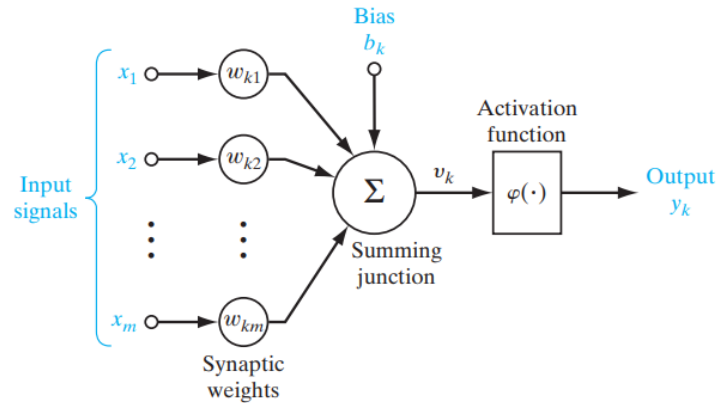 Bias
b_k
x_1
w_k1
Activation
function
x_2
w_k2
Input
signals
Σ
v_k
φ(·)
Output
y_k
Summing
junction
x_m
w_km
Synaptic
weights